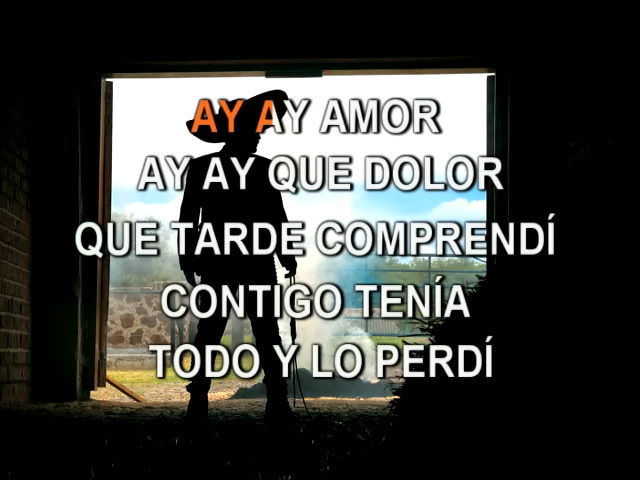 AY AY AMOR
AY AY QUE DOLOR
QUE TARDE COMPRENDÍ
CONTIGO TENÍA
TODO Y LO PERDÍ